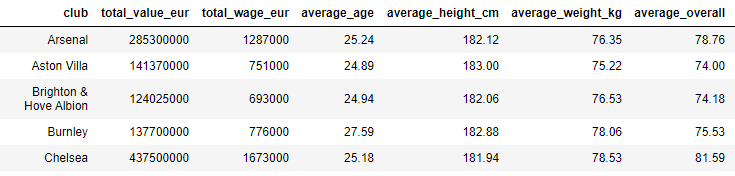 club total_value_eur total_wage_eur average_age average_height_cm average_weight_kg average_overall
Arsenal 285300000 1287000 25.24 182.12 76.35 78.76
Aston Villa 141370000 751000 24.89 183.00 75.22 74.00
Brighton &
Hove Albion 124025000 693000 24.94 182.06 76.53 74.18
Burnley 137700000 776000 27.59 182.88 78.06 75.53
Chelsea 437500000 1673000 25.18 181.94 78.53 81.59